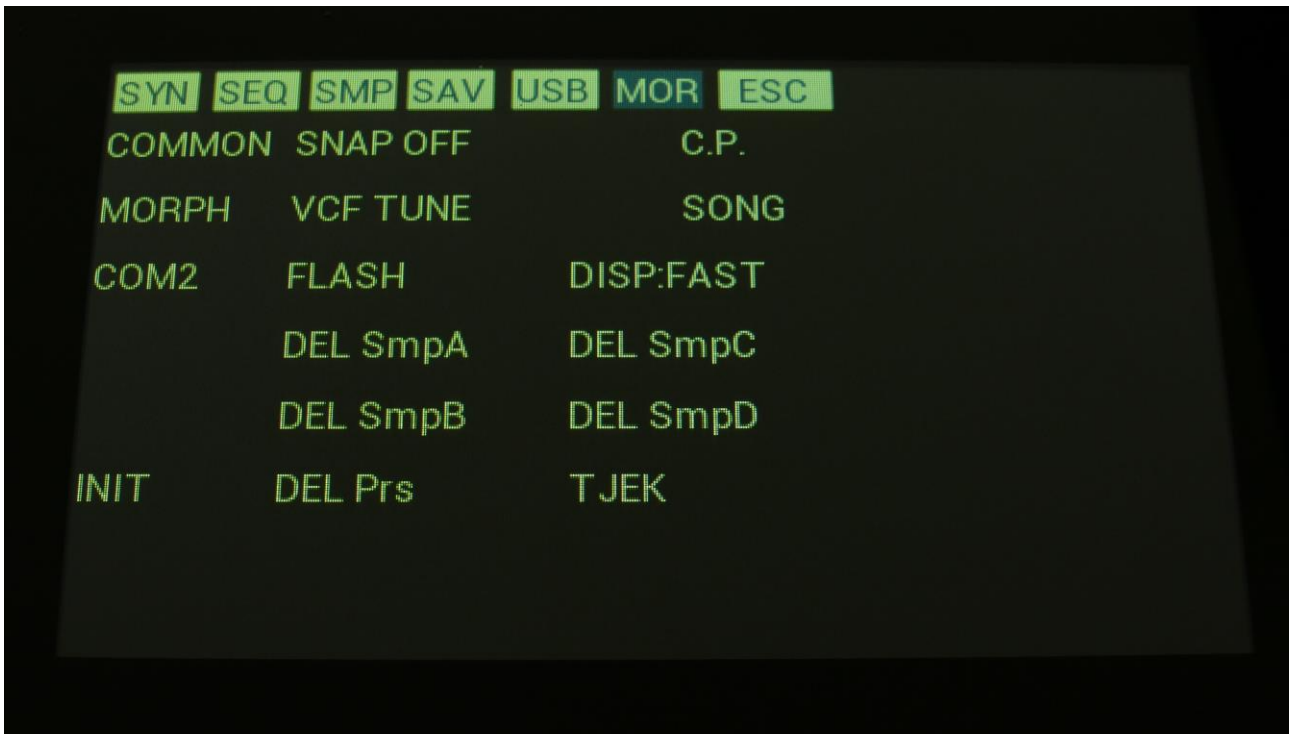 SYN SEQ SMP SAV USB MOR ESC
COMMON SNAP OFF C.P.
MORPH VCF TUNE SONG
COM2 FLASH DISP:FAST
DEL SmpA DEL SmpC
DEL SmpB DEL SmpD
INIT DEL Prs TJEK